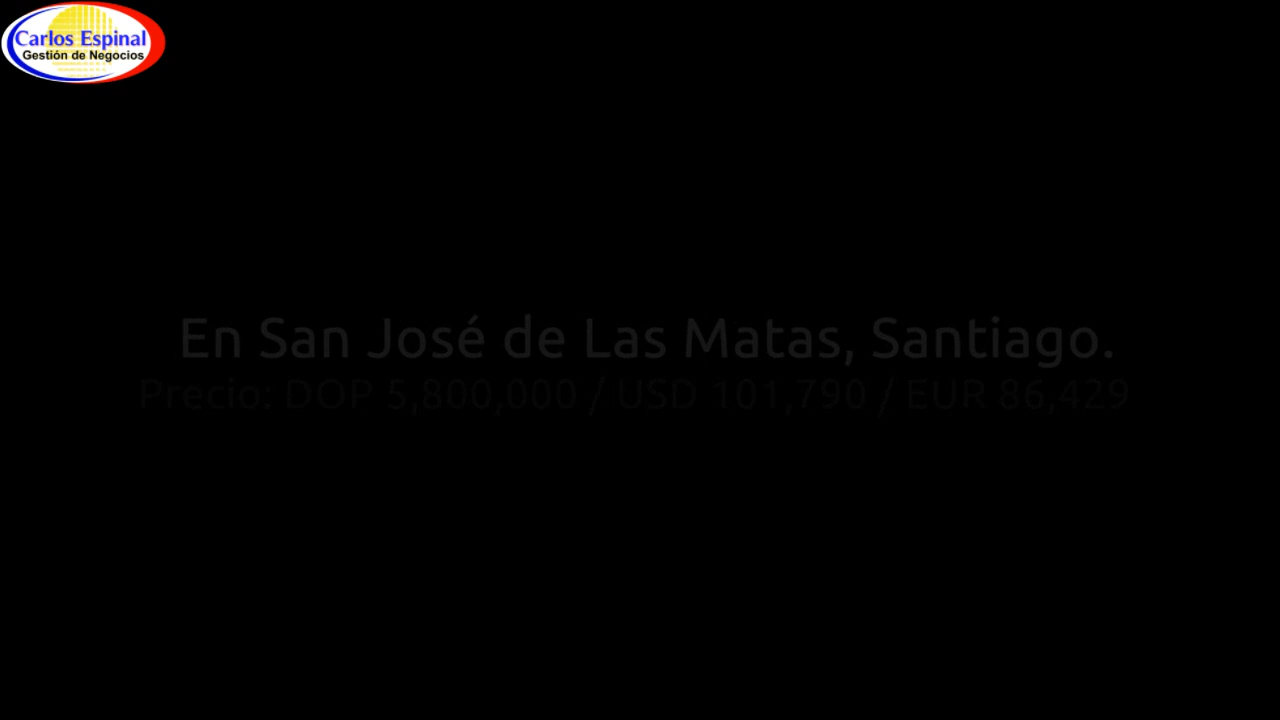 Carlos Espinal
Gestión de Negocios
En San José de Las Matas, Santiago.
Precio: DOP 5,800,000 / USD 101,790 / EUR 86,429